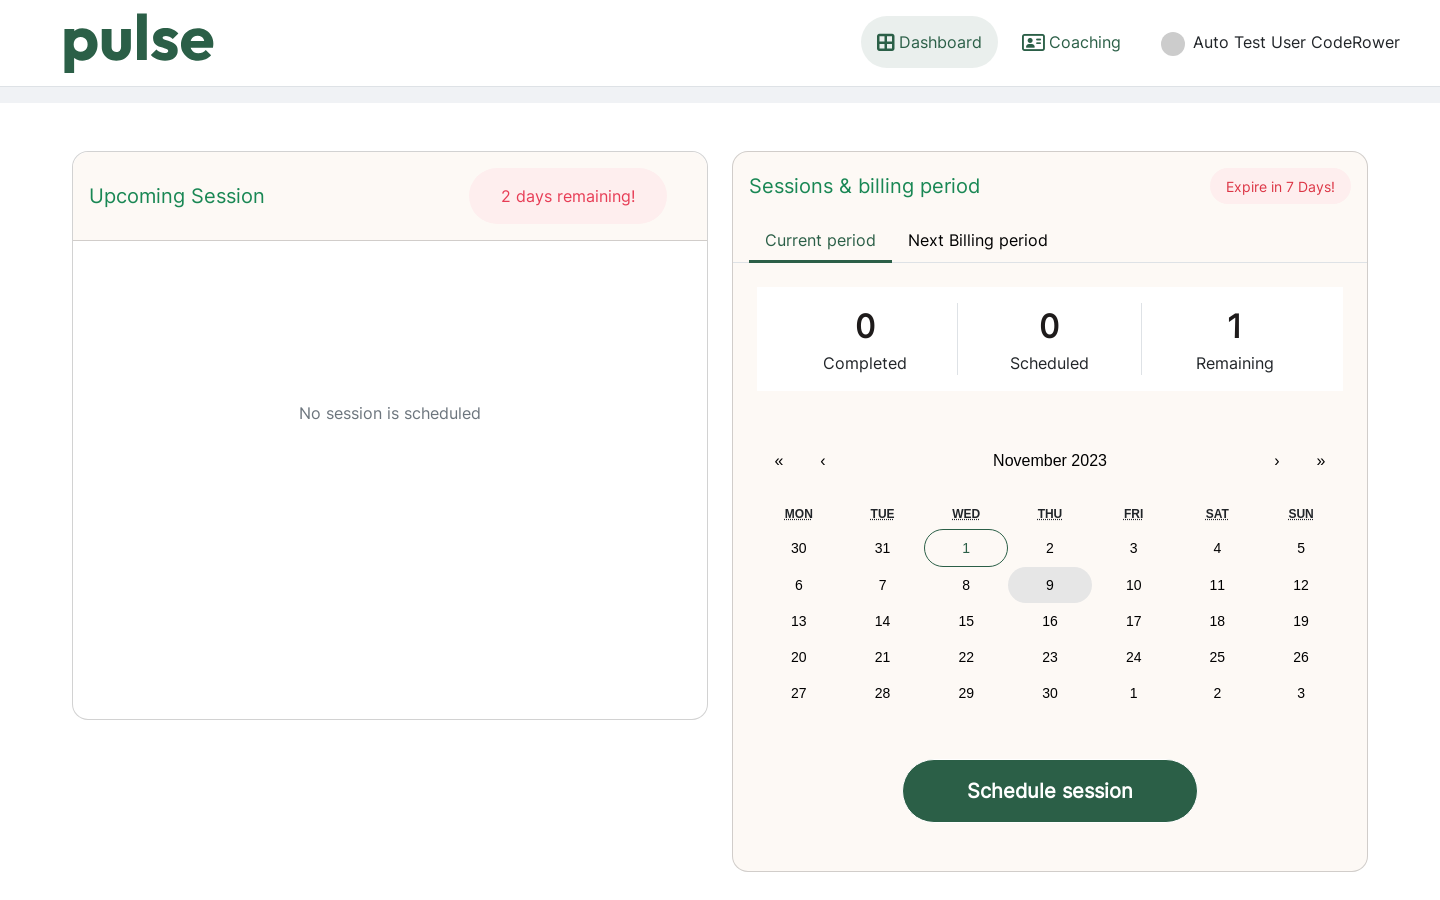 pulse
Dashboard
Coaching
Auto Test User CodeRower
Upcoming Session
2 days remaining!
No session is scheduled
Sessions & billing period
Expire in 7 Days!
Current period
Next Billing period
0
Completed
0
Scheduled
1
Remaining
« ‹ November 2023 › »
MON TUE WED THU FRI SAT SUN
30 31 1 2 3 4 5
6 7 8 9 10 11 12
13 14 15 16 17 18 19
20 21 22 23 24 25 26
27 28 29 30 1 2 3
Schedule session